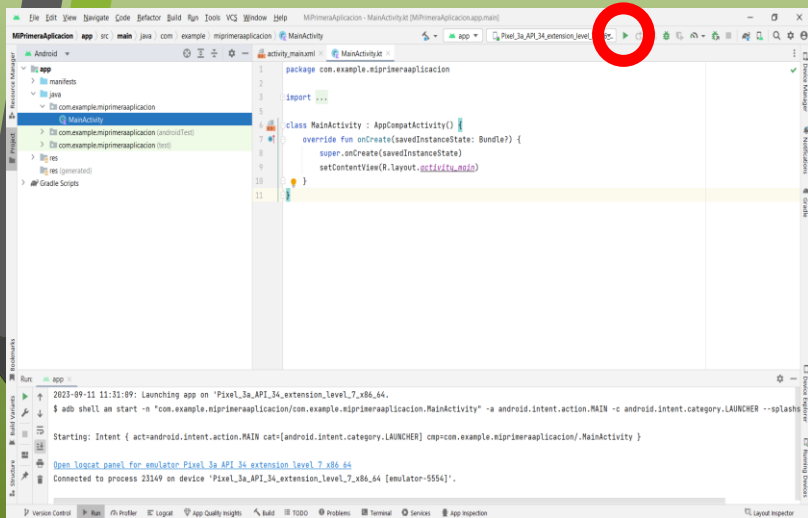 File Edit View Navigate Code Refactor Build Run Tools VCS Window Help MiPrimeraAplicacion - MainActivity.kt [MiPrimeraAplicacion.app.main]
MiPrimeraAplicacion app src main java com example miprimeraaplicacion MainActivity app Pixel_3a_API_34_extension_level_
Android
activity_main.xml MainActivity.kt
app
manifests
java
com.example.miprimeraaplicacion
MainActivity
com.example.miprimeraaplicacion (androidTest)
com.example.miprimeraaplicacion (test)
res
res (generated)
Gradle Scripts
1 package com.example.miprimeraaplicacion
2
3 import ...
5
6 class MainActivity : AppCompatActivity() {
7 override fun onCreate(savedInstanceState: Bundle?) {
8 super.onCreate(savedInstanceState)
9 setContentView(R.layout.activity_main)
10 }
11 }
Resource Manager
Project
Bookmarks
Build Variants
Structure
Device Manager
Notifications
Gradle
Device Explorer
Running Devices
Run: app
2023-09-11 11:31:09: Launching app on 'Pixel_3a_API_34_extension_level_7_x86_64.
$ adb shell am start -n "com.example.miprimeraaplicacion/com.example.miprimeraaplicacion.MainActivity" -a android.intent.action.MAIN -c android.intent.category.LAUNCHER --splashs
Starting: Intent { act=android.intent.action.MAIN cat=[android.intent.category.LAUNCHER] cmp=com.example.miprimeraaplicacion/.MainActivity }
Open logcat panel for emulator Pixel 3a API 34 extension level 7 x86 64
Connected to process 23149 on device 'Pixel_3a_API_34_extension_level_7_x86_64 [emulator-5554]'.
Version Control Run Profiler Logcat App Quality Insights Build TODO Problems Terminal Services App Inspection Layout Inspector